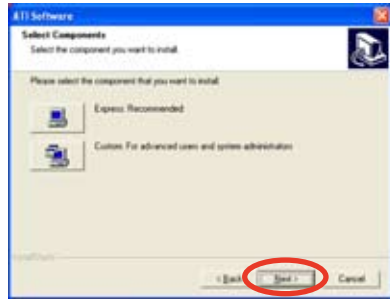 ATI Software
Select Components
Select the component you want to install.
Please select the component that you want to install.
Express: Recommended
Custom: For advanced users and system administrators
< Back
Next >
Cancel